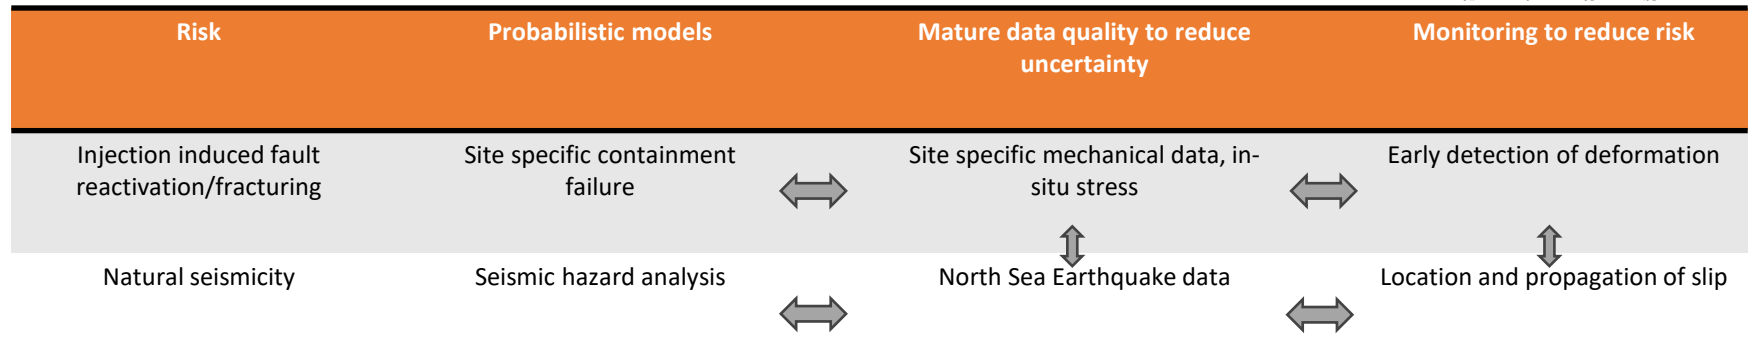 Risk
Probabilistic models
Mature data quality to reduce
uncertainty
Monitoring to reduce risk
Injection induced fault
reactivation/fracturing
Site specific containment
failure
Site specific mechanical data, in-
situ stress
Early detection of deformation
Natural seismicity
Seismic hazard analysis
North Sea Earthquake data
Location and propagation of slip